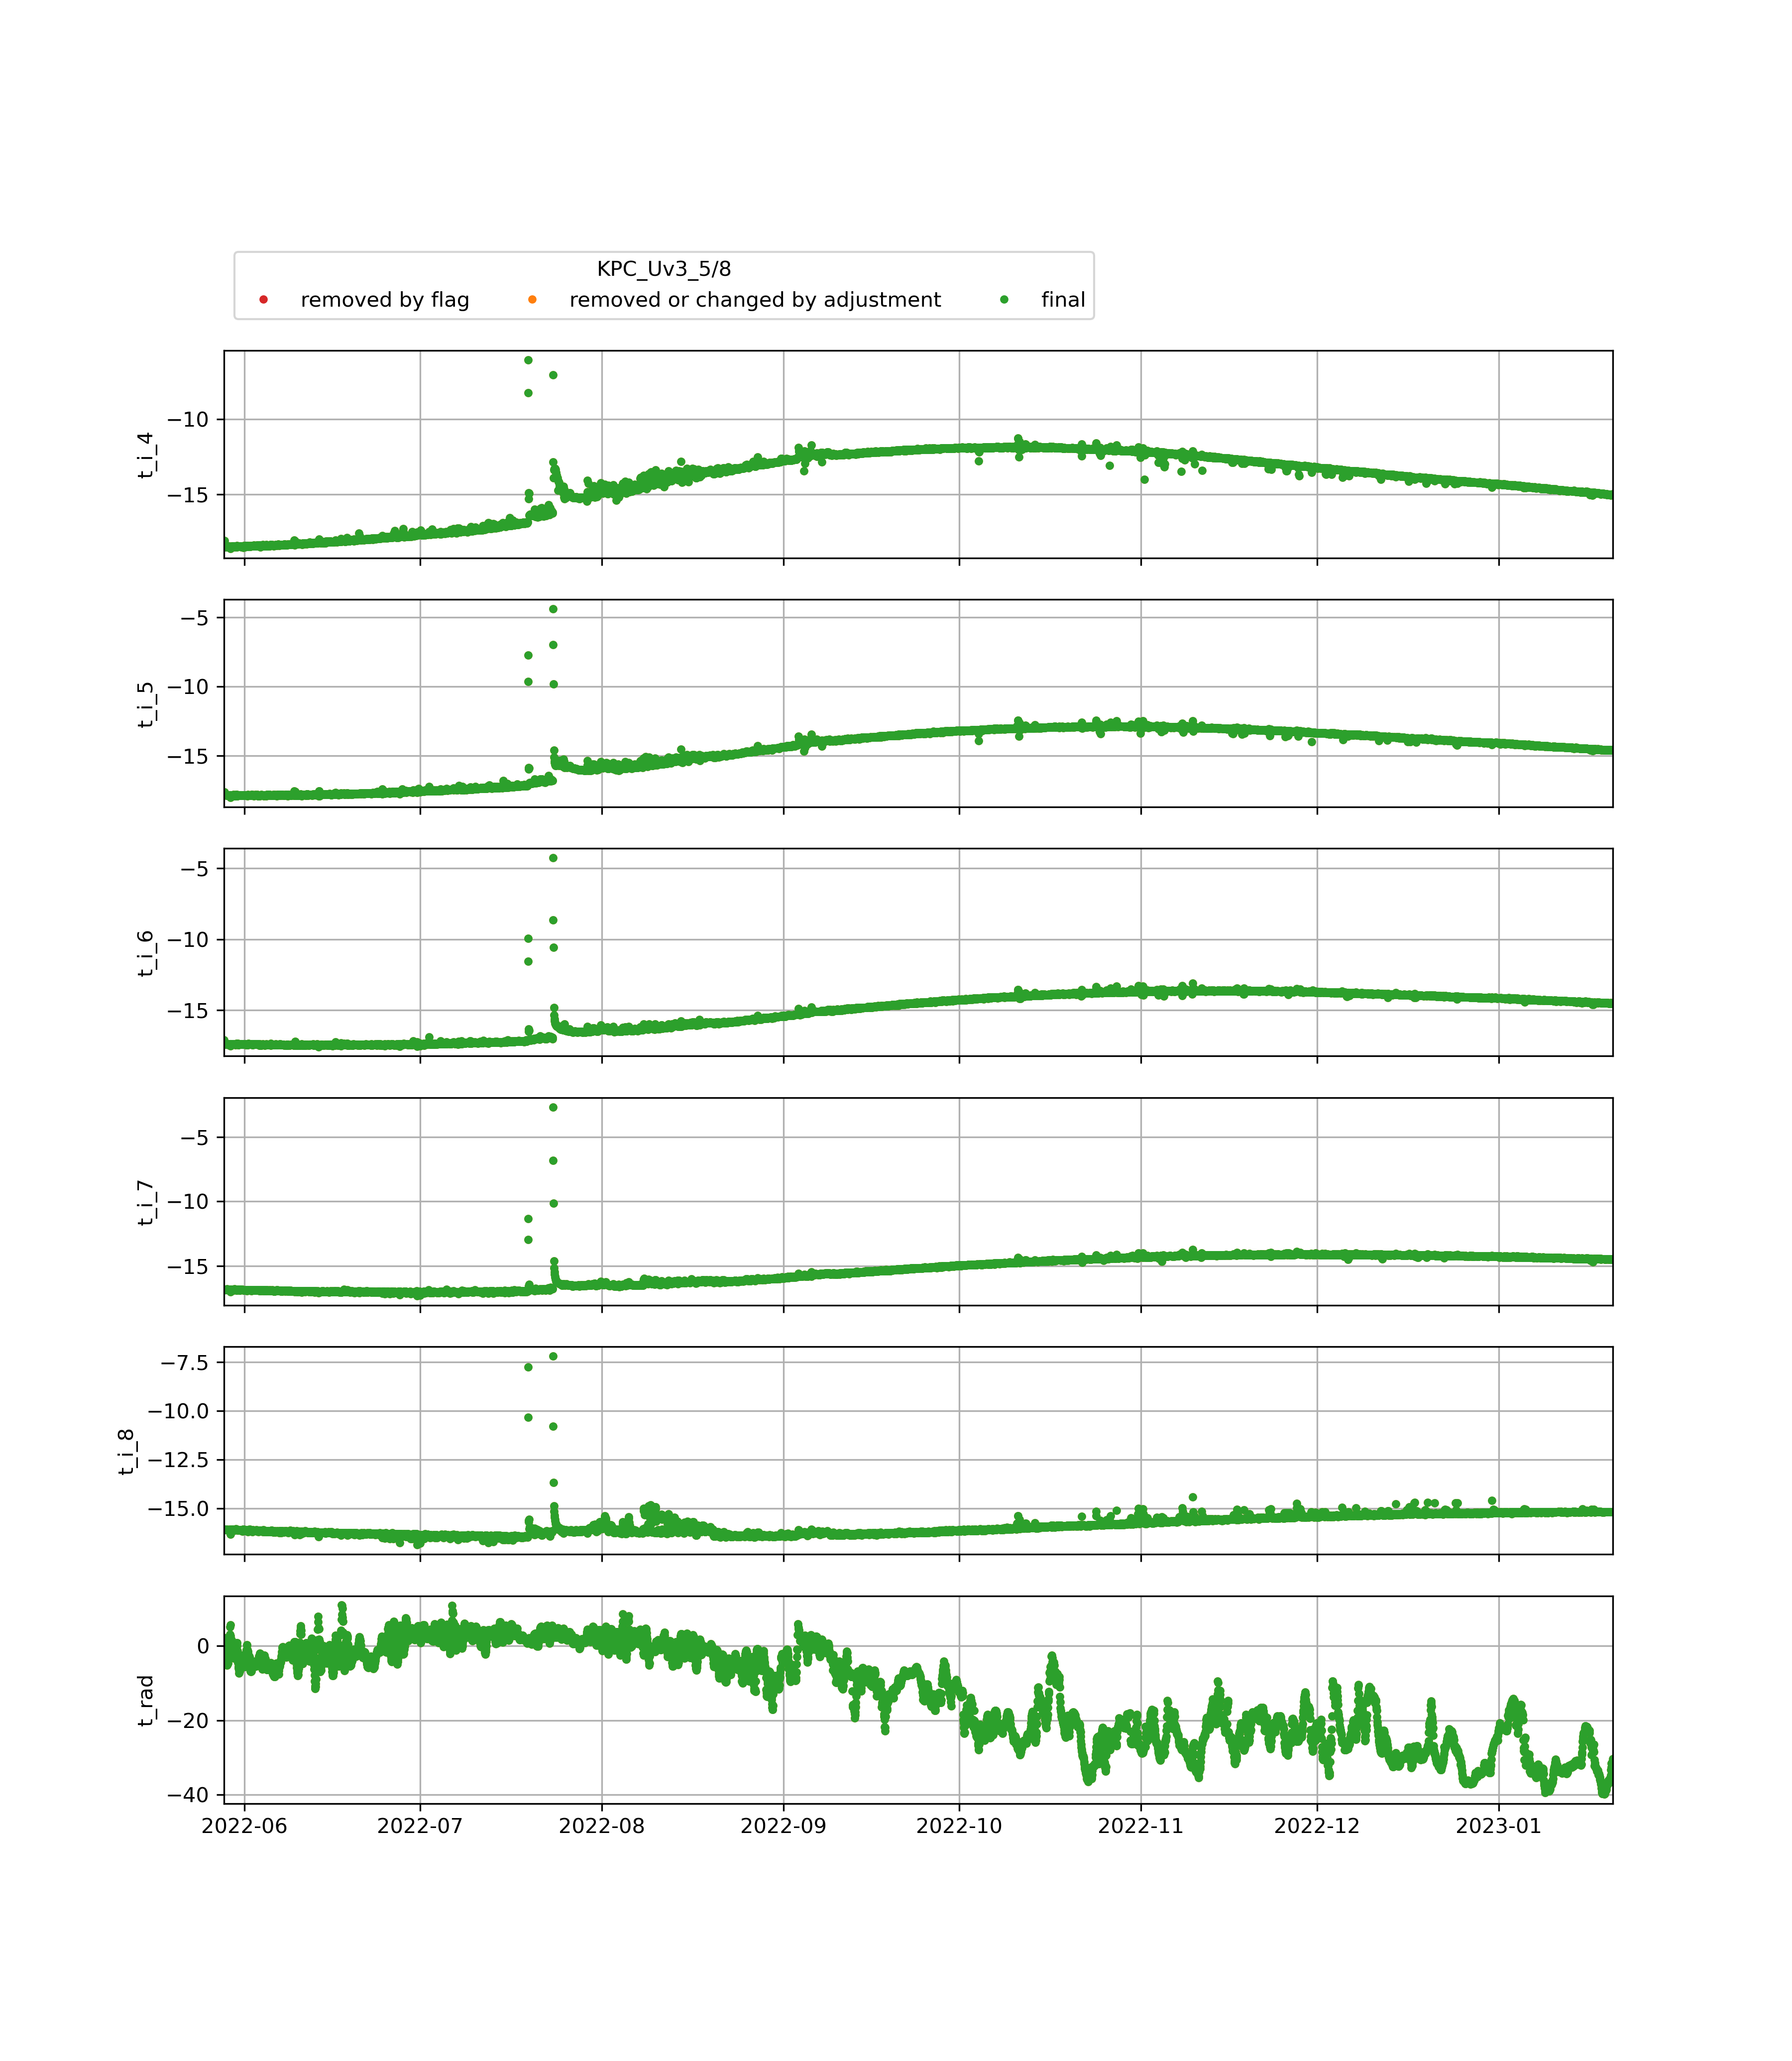 KPC_Uv3_5/8
removed by flag removed or changed by adjustment final
−10
−15
t_i_4
−5
−10
−15
t_i_5
−5
−10
−15
t_i_6
−5
−10
−15
t_i_7
−7.5
−10.0
−12.5
−15.0
t_i_8
0
−20
−40
t_rad
2022-06 2022-07 2022-08 2022-09 2022-10 2022-11 2022-12 2023-01